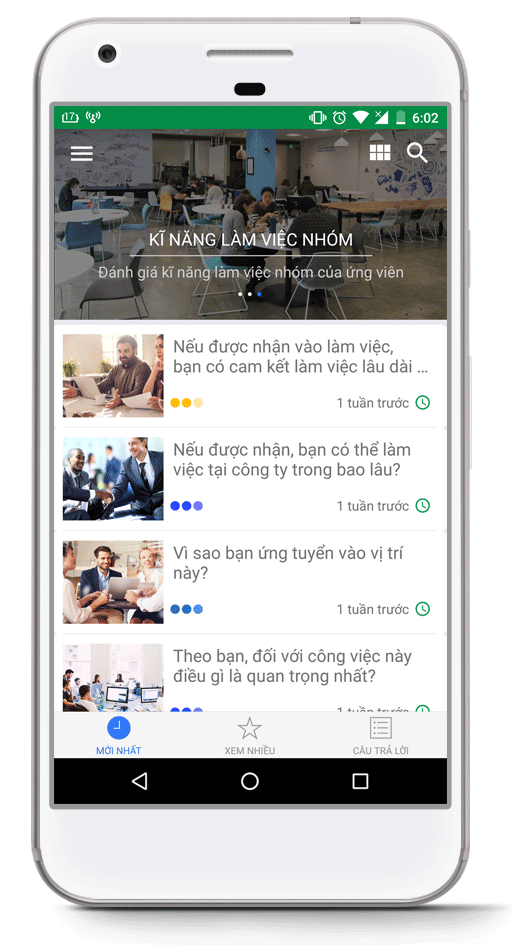 17
6:02
KĨ NĂNG LÀM VIỆC NHÓM
Đánh giá kĩ năng làm việc nhóm của ứng viên
Nếu được nhận vào làm việc,
bạn có cam kết làm việc lâu dài ...
1 tuần trước
Nếu được nhận, bạn có thể làm
việc tại công ty trong bao lâu?
1 tuần trước
Vì sao bạn ứng tuyển vào vị trí
này?
1 tuần trước
Theo bạn, đối với công việc này
điều gì là quan trọng nhất?
1 tuần trước
MỚI NHẤT
XEM NHIỀU
CÂU TRẢ LỜI